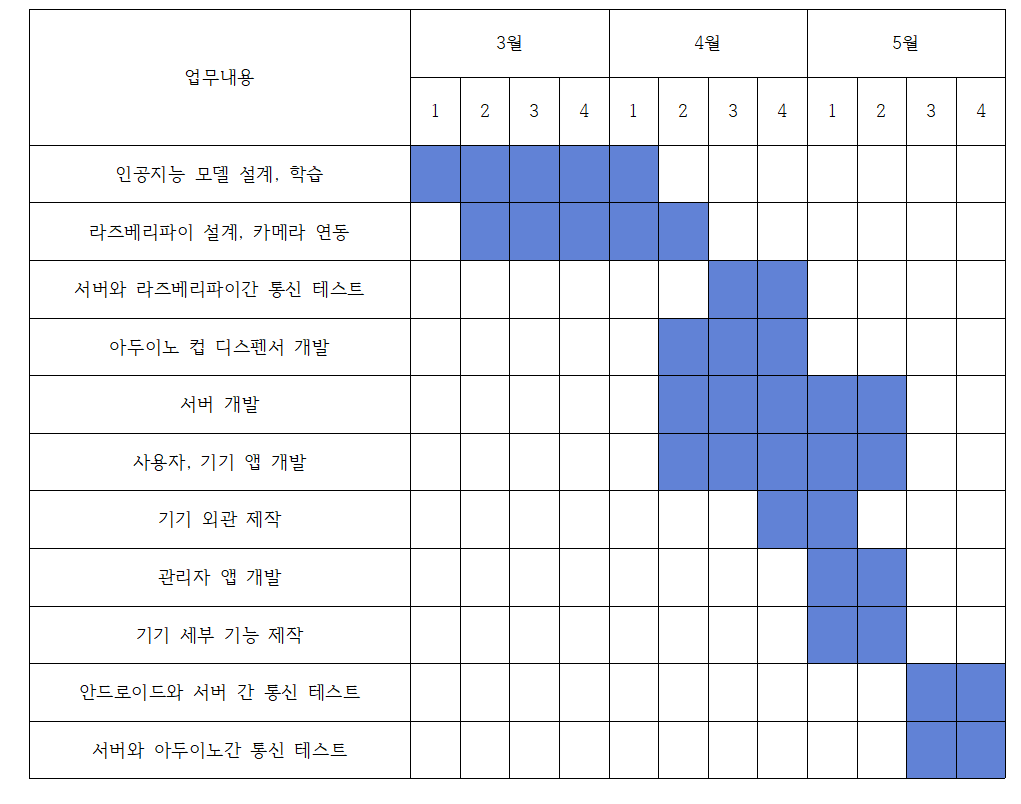 업무내용 3월 4월 5월
1 2 3 4 1 2 3 4 1 2 3 4
인공지능 모델 설계, 학습
라즈베리파이 설계, 카메라 연동
서버와 라즈베리파이간 통신 테스트
아두이노 컵 디스펜서 개발
서버 개발
사용자, 기기 앱 개발
기기 외관 제작
관리자 앱 개발
기기 세부 기능 제작
안드로이드와 서버 간 통신 테스트
서버와 아두이노간 통신 테스트